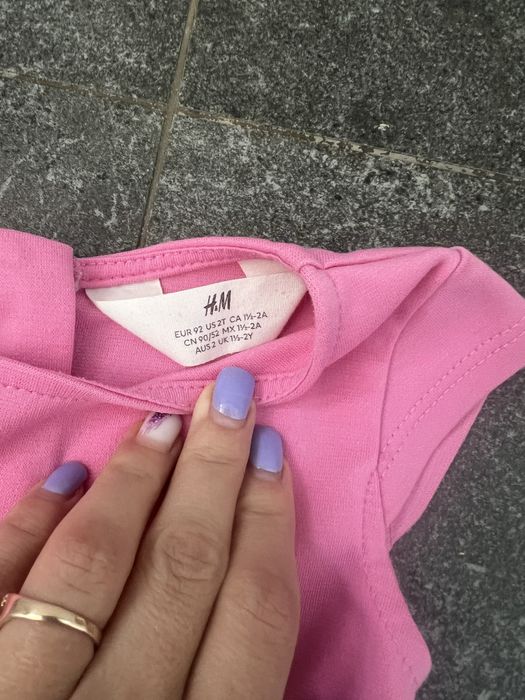 H&M
EUR 92 US 2T CA 1½-2A
CN 90/52 MX 1½-2A
AUS 2 UK 1½-2Y